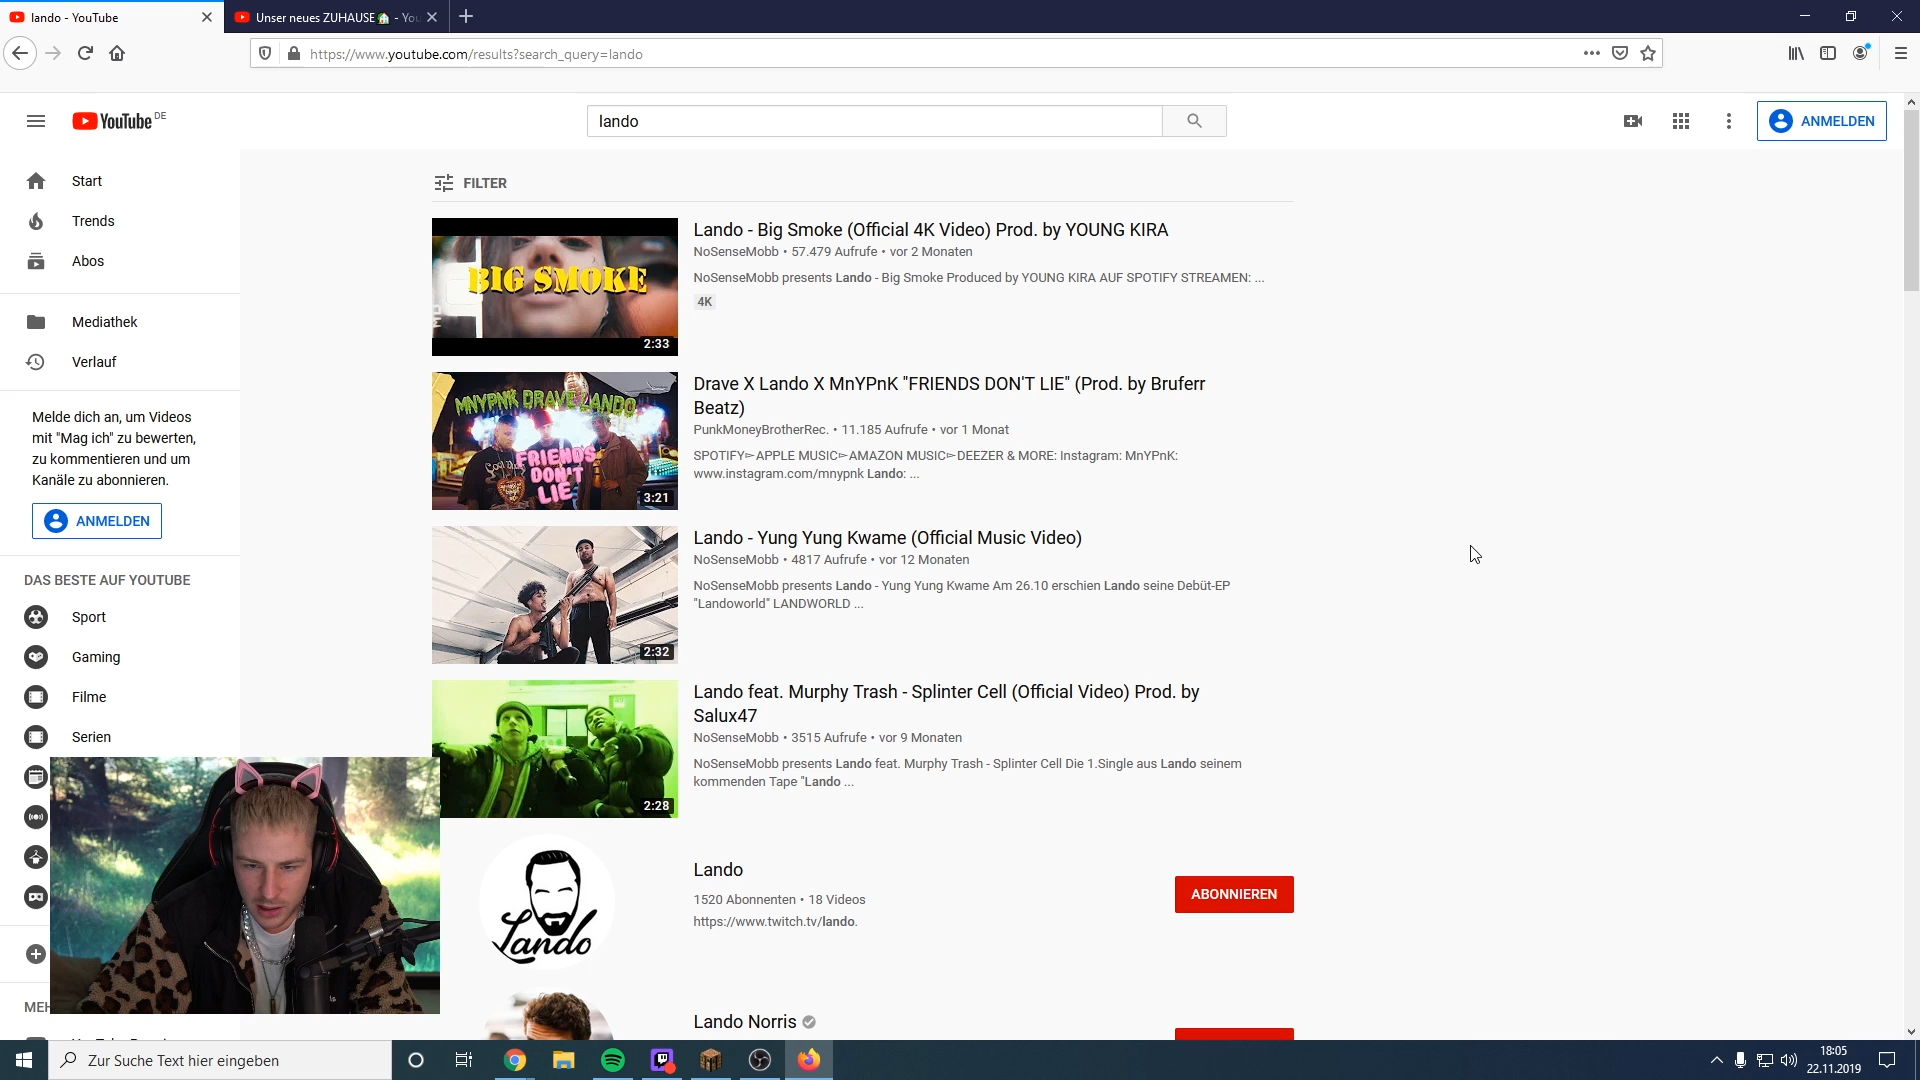 lando - YouTube
Unser neues ZUHAUSE - You
https://www.youtube.com/results?search_query=lando
YouTube DE
lando
ANMELDEN
Start
Trends
Abos
Mediathek
Verlauf
Melde dich an, um Videos
mit "Mag ich" zu bewerten,
zu kommentieren und um
Kanäle zu abonnieren.
ANMELDEN
DAS BESTE AUF YOUTUBE
Sport
Gaming
Filme
Serien
MEH
FILTER
BIG SMOKE
2:33
Lando - Big Smoke (Official 4K Video) Prod. by YOUNG KIRA
NoSenseMobb • 57.479 Aufrufe • vor 2 Monaten
NoSenseMobb presents Lando - Big Smoke Produced by YOUNG KIRA AUF SPOTIFY STREAMEN: ...
4K
MNYPNK DRAVE LANDO
FRIENDS
DON'T
LIE
3:21
Drave X Lando X MnYPnK "FRIENDS DON'T LIE" (Prod. by Bruferr
Beatz)
PunkMoneyBrotherRec. • 11.185 Aufrufe • vor 1 Monat
SPOTIFY➢APPLE MUSIC➢AMAZON MUSIC➢DEEZER & MORE: Instagram: MnYPnK:
www.instagram.com/mnypnk Lando: ...
2:32
Lando - Yung Yung Kwame (Official Music Video)
NoSenseMobb • 4817 Aufrufe • vor 12 Monaten
NoSenseMobb presents Lando - Yung Yung Kwame Am 26.10 erschien Lando seine Debüt-EP
"Landoworld" LANDWORLD ...
2:28
Lando feat. Murphy Trash - Splinter Cell (Official Video) Prod. by
Salux47
NoSenseMobb • 3515 Aufrufe • vor 9 Monaten
NoSenseMobb presents Lando feat. Murphy Trash - Splinter Cell Die 1.Single aus Lando seinem
kommenden Tape "Lando ...
Lando
Lando
1520 Abonnenten • 18 Videos
https://www.twitch.tv/lando.
ABONNIEREN
Lando Norris
Zur Suche Text hier eingeben
18:05
22.11.2019